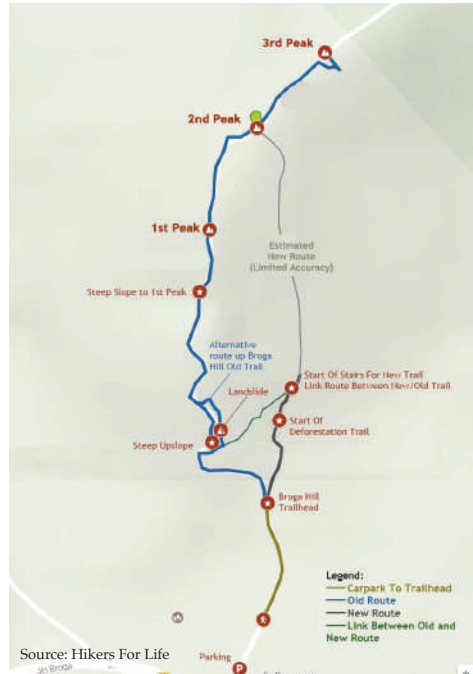 3rd Peak
2nd Peak
1st Peak
Estimated
New Route
(Limited Accuracy)
Steep Slope to 1st Peak
Alternative
route up Broga
Hill Old Trail
Landslide
Start Of Stairs For New Trail
Link Route Between New/Old Trail
Start Of
Deforestation Trail
Steep Upslope
Broga Hill
Trailhead
Legend:
Carpark To Trailhead
Old Route
New Route
Link Between Old and
New Route
Source: Hikers For Life
Parking
P